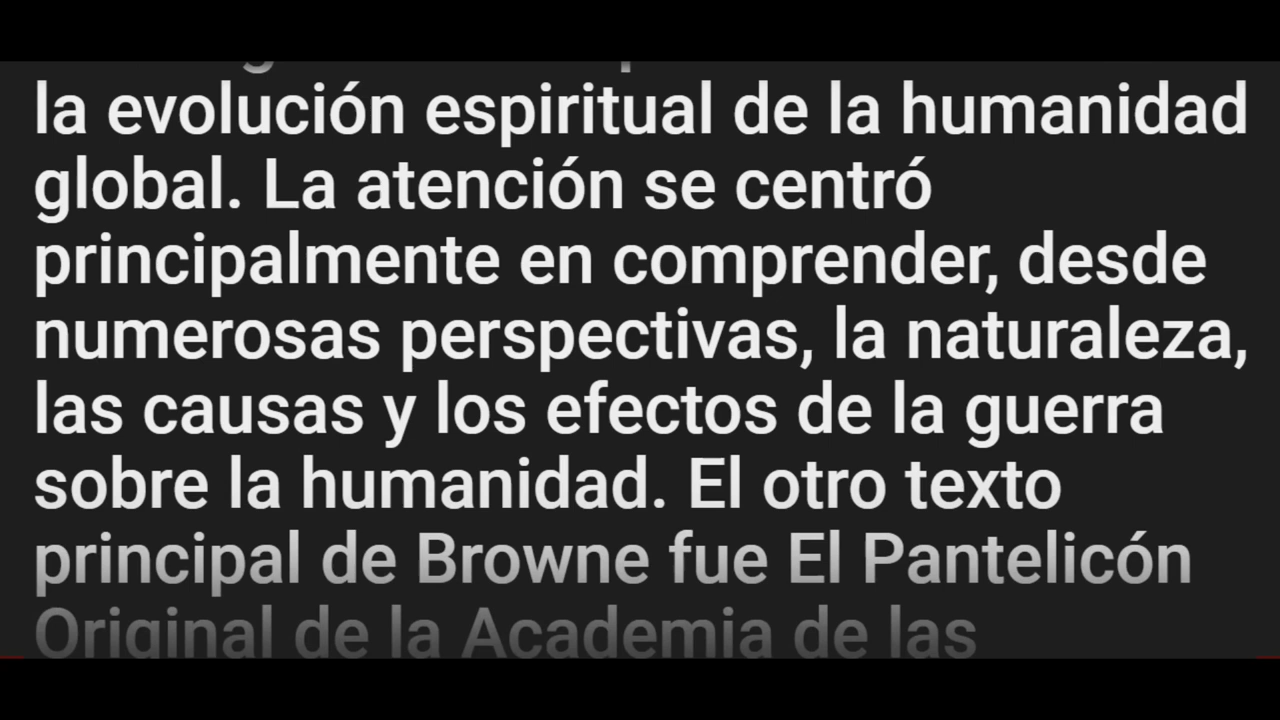 la evolución espiritual de la humanidad
global. La atención se centró
principalmente en comprender, desde
numerosas perspectivas, la naturaleza,
las causas y los efectos de la guerra
sobre la humanidad. El otro texto
principal de Browne fue El Pantelicón
Original de la Academia de las